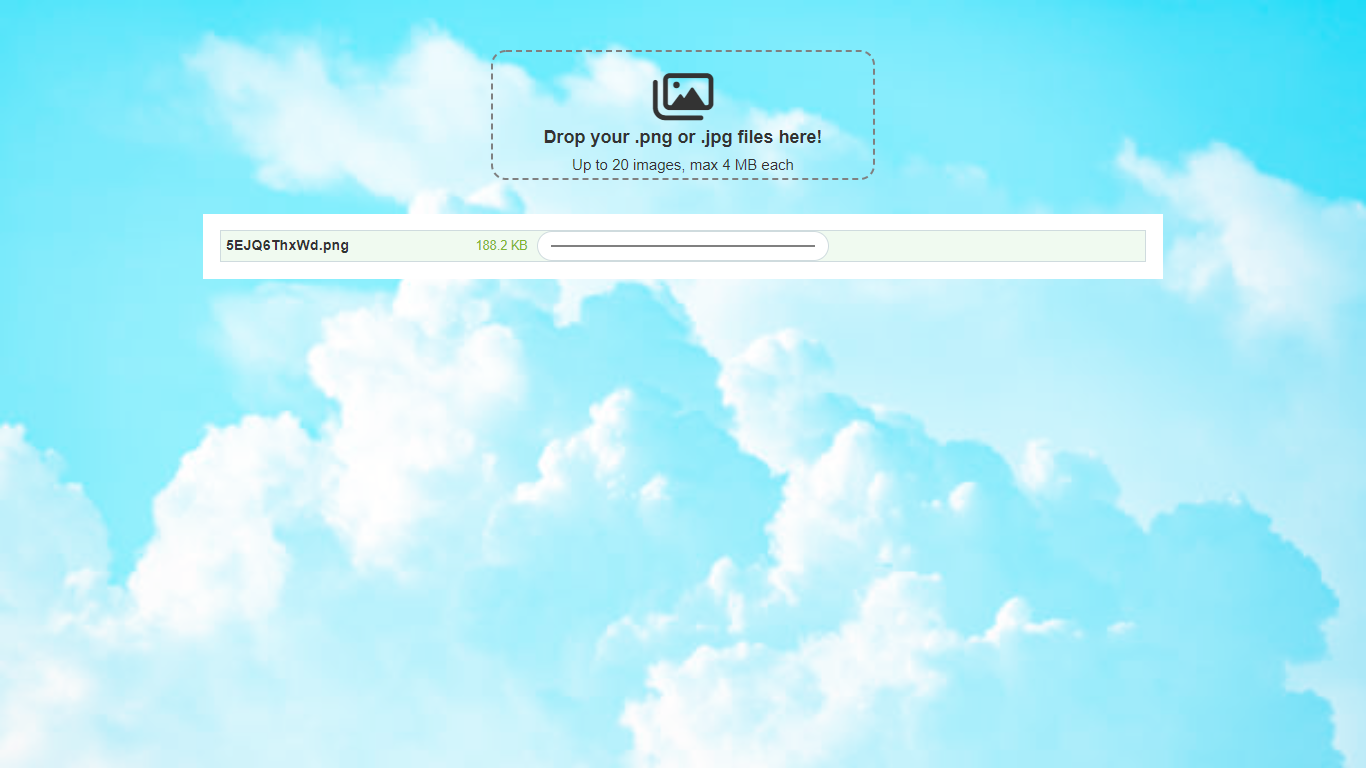 Drop your .png or .jpg files here!
Up to 20 images, max 4 MB each
5EJQ6ThxWd.png 188.2 KB